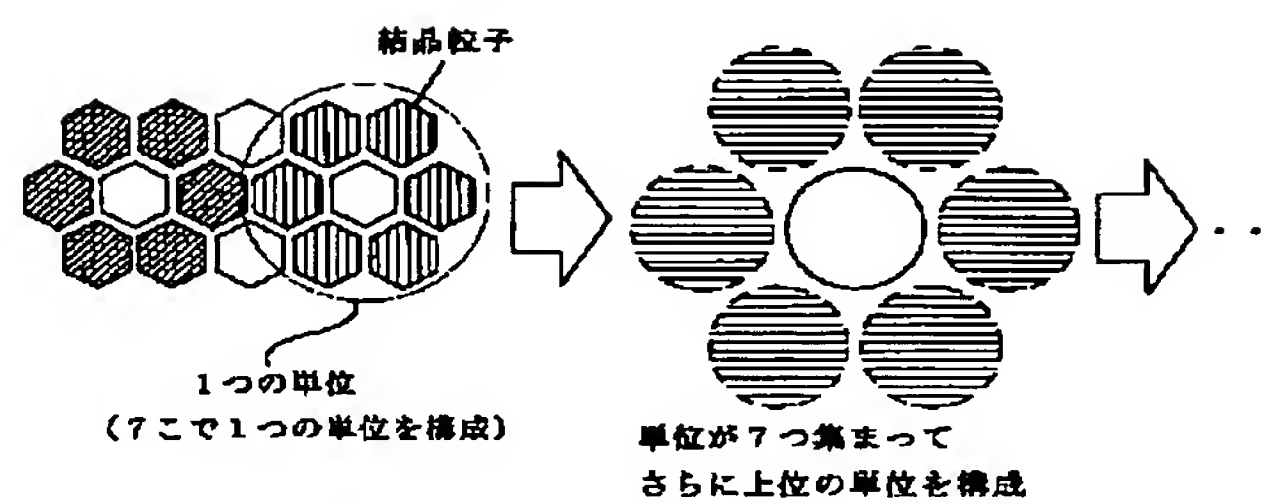 結晶粒子
1つの単位
（7こで1つの単位を構成）
単位が7つ集まって
さらに上位の単位を構成